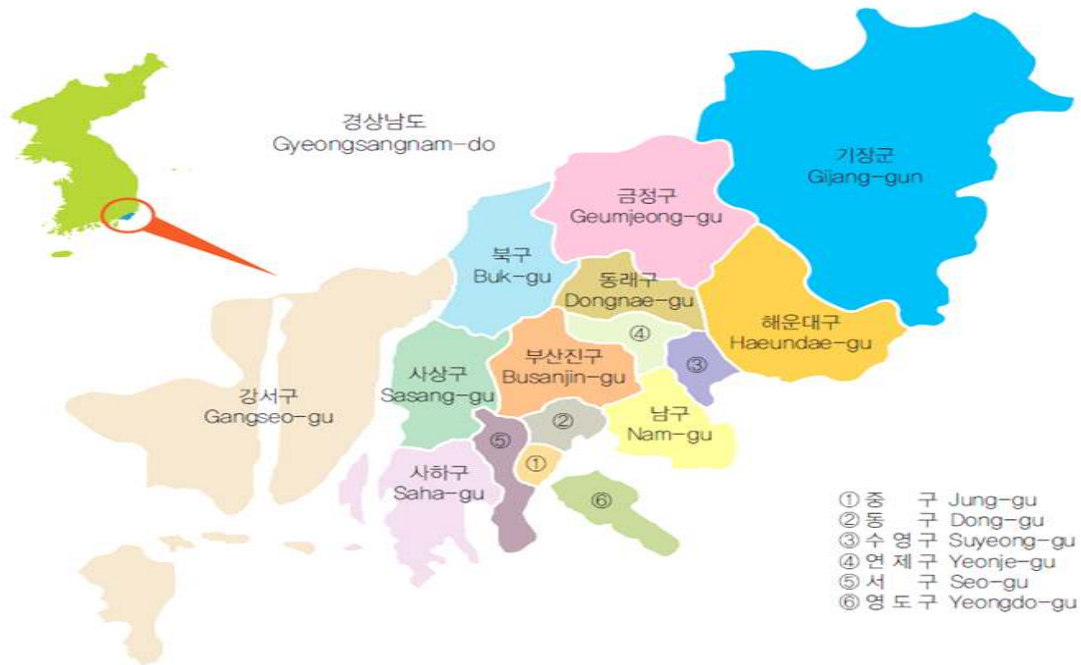 경상남도
Gyeongsangnam-do
기장군
Gijang-gun
금정구
Geumjeong-gu
북구
Buk-gu
동래구
Dongnae-gu
해운대구
Haeundae-gu
④
부산진구
Busanjin-gu
③
사상구
Sasang-gu
강서구
Gangseo-gu
남구
Nam-gu
②
⑤
①
사하구
Saha-gu
⑥
① 중 구 Jung-gu
② 동 구 Dong-gu
③ 수 영 구 Suyeong-gu
④ 연 제 구 Yeonje-gu
⑤ 서 구 Seo-gu
⑥ 영 도 구 Yeongdo-gu